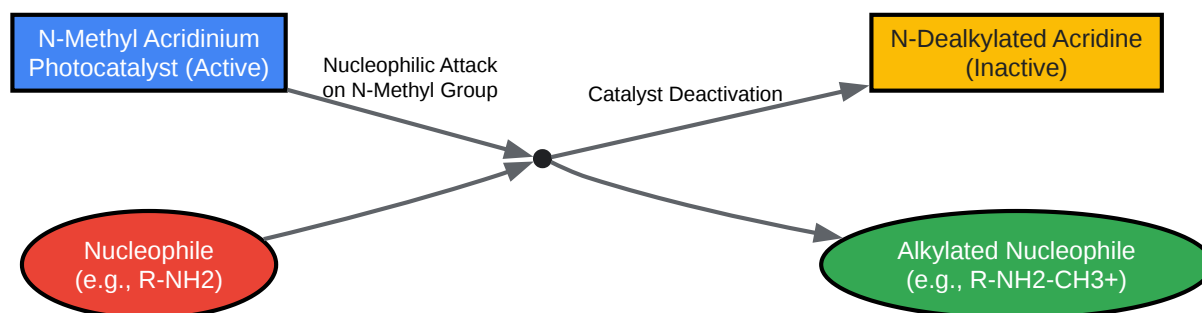 N-Methyl Acridinium
Photocatalyst (Active)
Nucleophilic Attack
on N-Methyl Group
Catalyst Deactivation
N-Dealkylated Acridine
(Inactive)
Nucleophile
(e.g., R-NH2)
Alkylated Nucleophile
(e.g., R-NH2-CH3+)